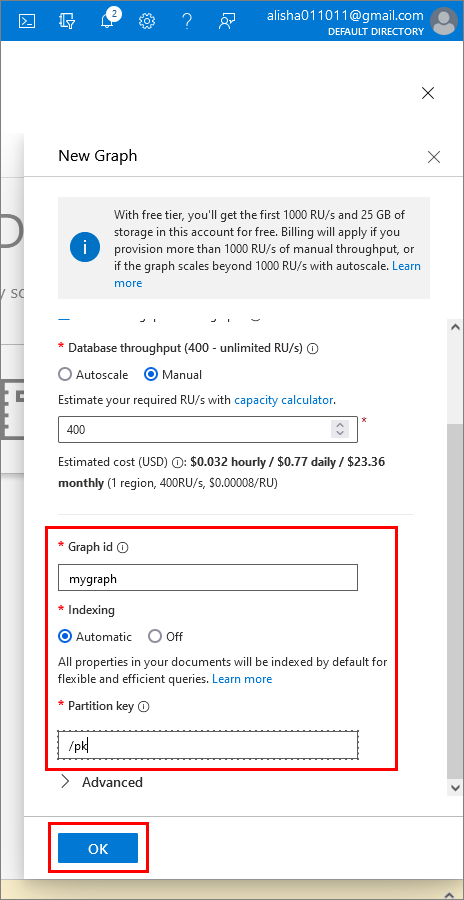 2
alisha011011@gmail.com
DEFAULT DIRECTORY
New Graph
With free tier, you'll get the first 1000 RU/s and 25 GB of
storage in this account for free. Billing will apply if you
provision more than 1000 RU/s of manual throughput, or
if the graph scales beyond 1000 RU/s with autoscale. Learn
more
* Database throughput (400 - unlimited RU/s)
Autoscale Manual
Estimate your required RU/s with capacity calculator.
400 *
Estimated cost (USD) : $0.032 hourly / $0.77 daily / $23.36
monthly (1 region, 400RU/s, $0.00008/RU)
* Graph id
mygraph
* Indexing
Automatic Off
All properties in your documents will be indexed by default for
flexible and efficient queries. Learn more
* Partition key
/pk
Advanced
OK